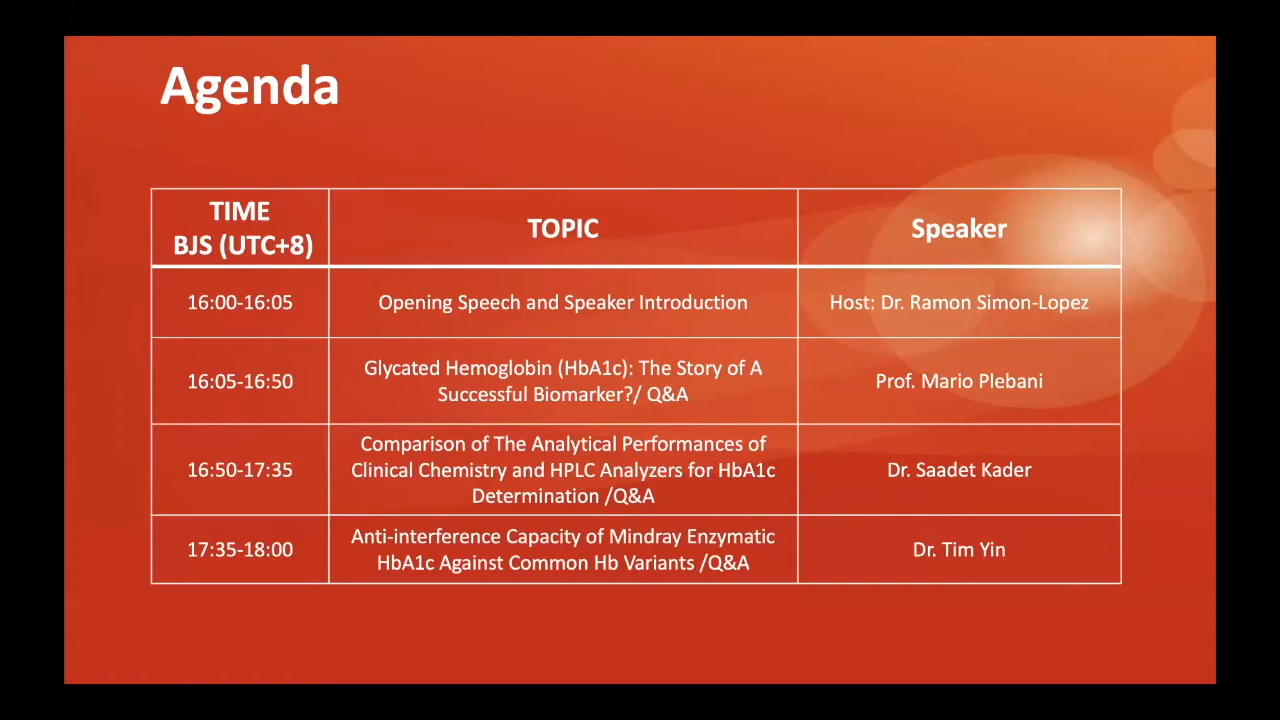 Agenda
TIME
BJS (UTC+8)
TOPIC
Speaker
16:00-16:05
Opening Speech and Speaker Introduction
Host: Dr. Ramon Simon-Lopez
16:05-16:50
Glycated Hemoglobin (HbA1c): The Story of A
Successful Biomarker?/ Q&A
Prof. Mario Plebani
16:50-17:35
Comparison of The Analytical Performances of
Clinical Chemistry and HPLC Analyzers for HbA1c
Determination /Q&A
Dr. Saadet Kader
17:35-18:00
Anti-interference Capacity of Mindray Enzymatic
HbA1c Against Common Hb Variants /Q&A
Dr. Tim Yin